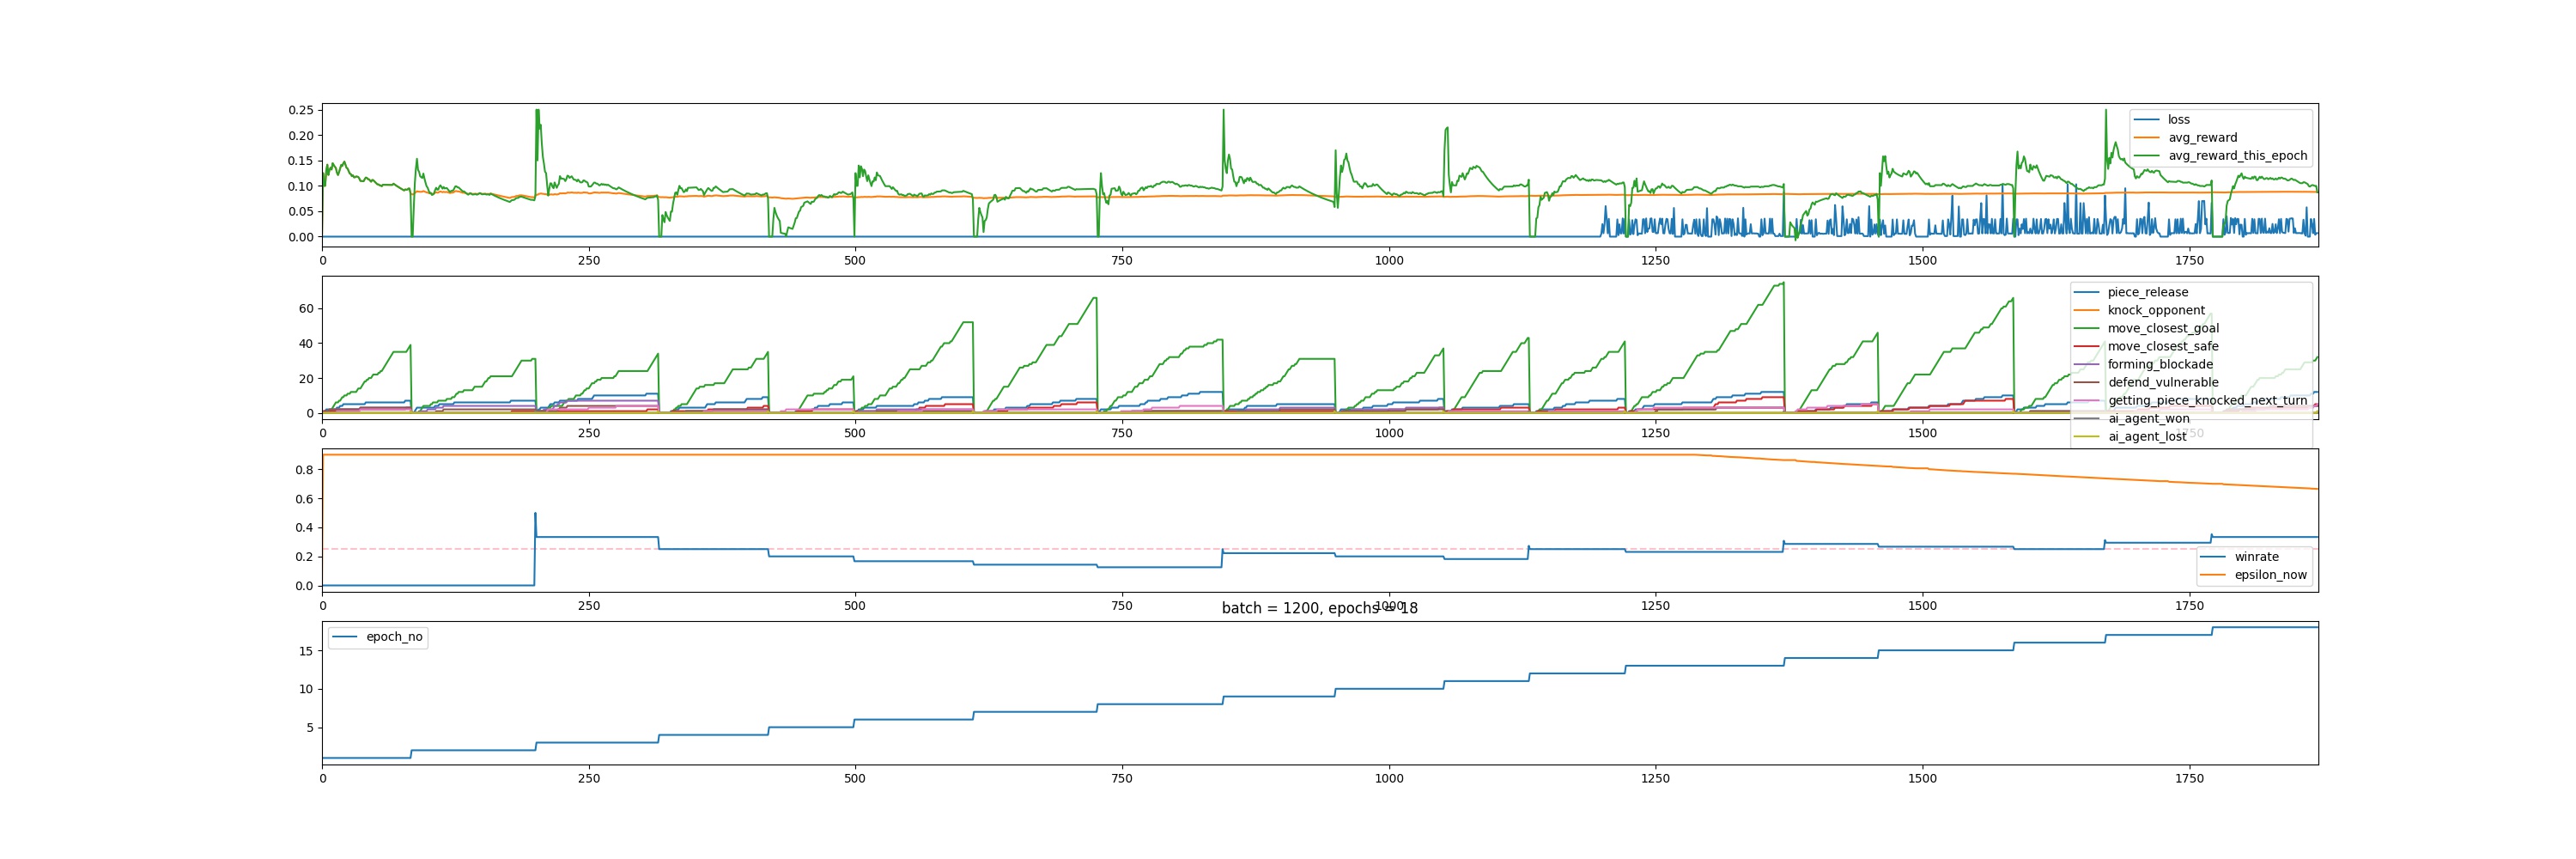 0.25
0.20
0.15
0.10
0.05
0.00
loss
avg_reward
avg_reward_this_epoch
0 250 500 750 1000 1250 1500 1750
60
40
20
0
piece_release
knock_opponent
move_closest_goal
move_closest_safe
forming_blockade
defend_vulnerable
getting_piece_knocked_next_turn
ai_agent_won
ai_agent_lost
0 250 500 750 1000 1250 1500 1750
0.8
0.6
0.4
0.2
0.0
winrate
epsilon_now
0 250 500 750 1000 1250 1500 1750
batch = 1200, epochs = 18
epoch_no
15
10
5
0 250 500 750 1000 1250 1500 1750